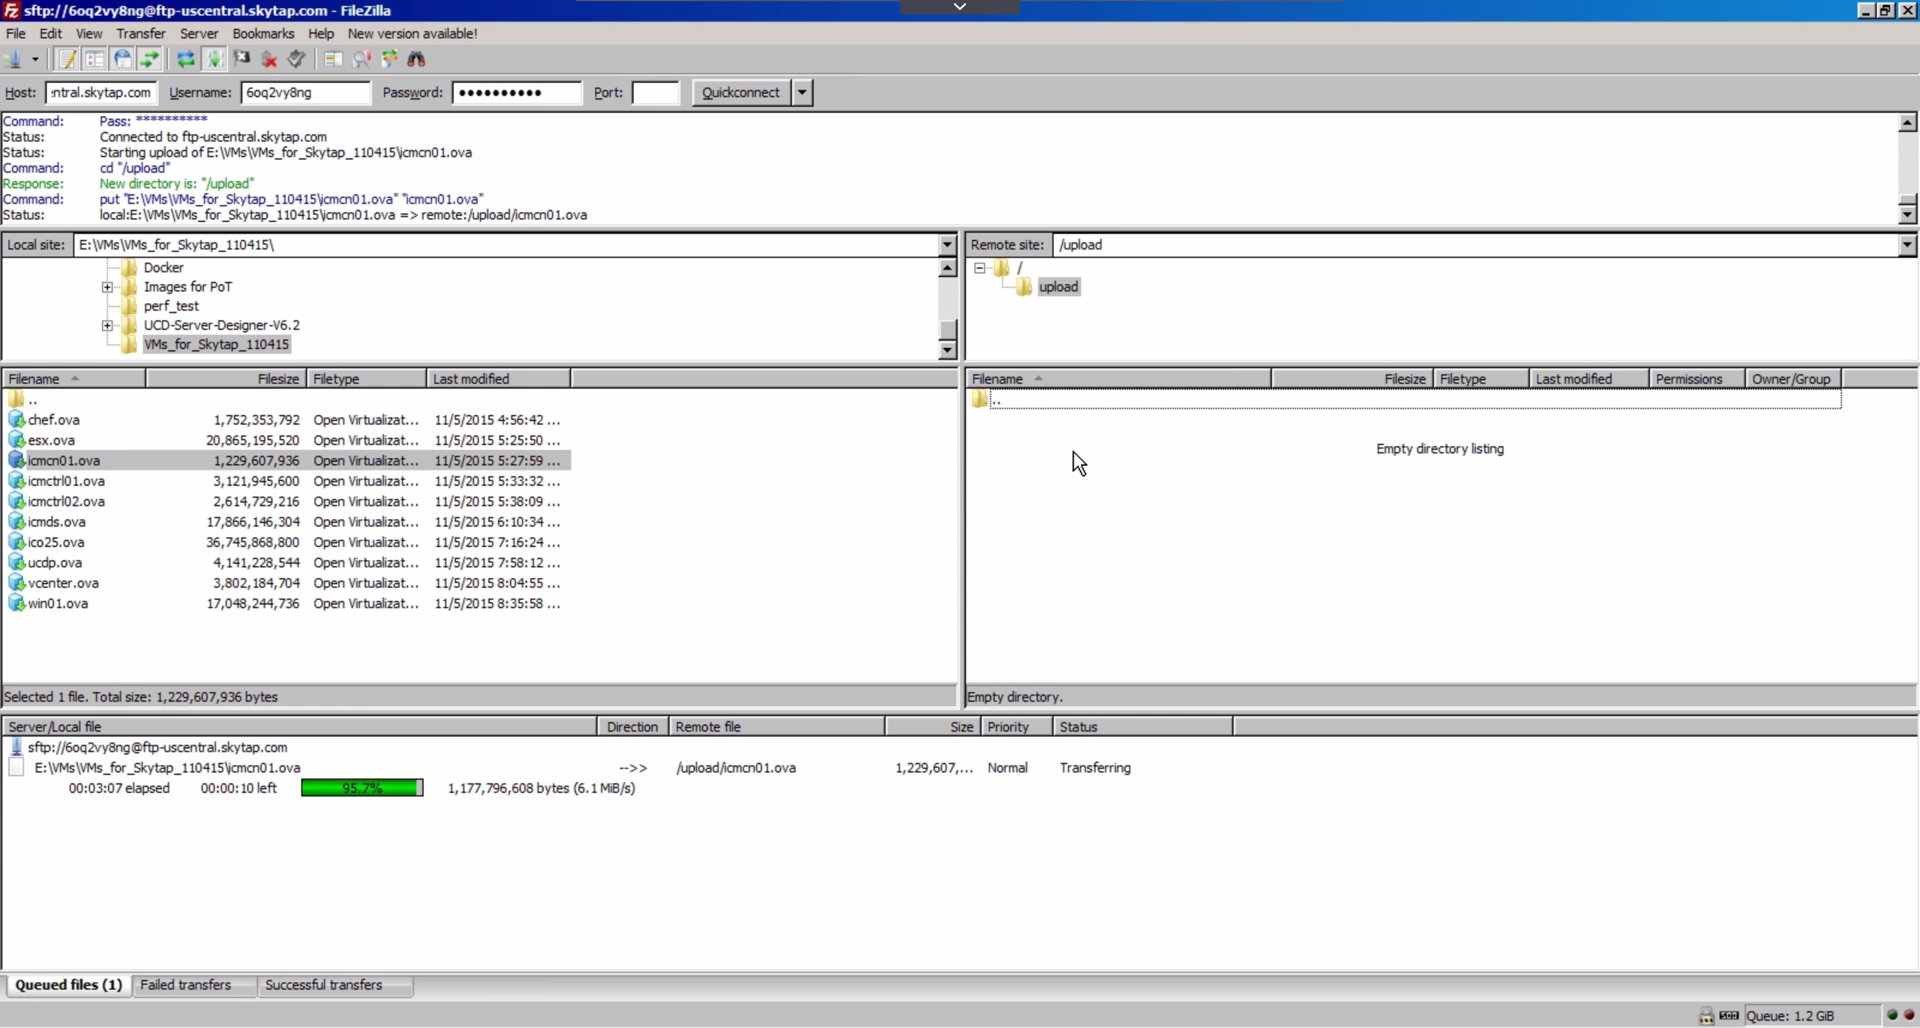 sftp://6oq2vy8ng@ftp-uscentral.skytap.com - FileZilla
File Edit View Transfer Server Bookmarks Help New version available!
Host: :ntral.skytap.com Username: 6oq2vy8ng Password: ●●●●●●●●●● Port: Quickconnect
Command: Pass: **********
Status: Connected to ftp-uscentral.skytap.com
Status: Starting upload of E:\VMs\VMs_for_Skytap_110415\icmcn01.ova
Command: cd "/upload"
Response: New directory is: "/upload"
Command: put "E:\VMs\VMs_for_Skytap_110415\icmcn01.ova" "icmcn01.ova"
Status: local:E:\VMs\VMs_for_Skytap_110415\icmcn01.ova => remote:/upload/icmcn01.ova
Local site: E:\VMs\VMs_for_Skytap_110415\
Docker
Images for PoT
perf_test
UCD-Server-Designer-V6.2
VMs_for_Skytap_110415
Remote site: /upload
/
upload
Filename Filesize Filetype Last modified
..
chef.ova 1,752,353,792 Open Virtualizat... 11/5/2015 4:56:42 ...
esx.ova 20,865,195,520 Open Virtualizat... 11/5/2015 5:25:50 ...
icmcn01.ova 1,229,607,936 Open Virtualizat... 11/5/2015 5:27:59 ...
icmctrl01.ova 3,121,945,600 Open Virtualizat... 11/5/2015 5:33:32 ...
icmctrl02.ova 2,614,729,216 Open Virtualizat... 11/5/2015 5:38:09 ...
icmds.ova 17,866,146,304 Open Virtualizat... 11/5/2015 6:10:34 ...
ico25.ova 36,745,868,800 Open Virtualizat... 11/5/2015 7:16:24 ...
ucdp.ova 4,141,228,544 Open Virtualizat... 11/5/2015 7:58:12 ...
vcenter.ova 3,802,184,704 Open Virtualizat... 11/5/2015 8:04:55 ...
win01.ova 17,048,244,736 Open Virtualizat... 11/5/2015 8:35:58 ...
Selected 1 file. Total size: 1,229,607,936 bytes
Filename Filesize Filetype Last modified Permissions Owner/Group
..
Empty directory listing
Empty directory.
Server/Local file Direction Remote file Size Priority Status
sftp://6oq2vy8ng@ftp-uscentral.skytap.com
E:\VMs\VMs_for_Skytap_110415\icmcn01.ova -->> /upload/icmcn01.ova 1,229,607,... Normal Transferring
00:03:07 elapsed 00:00:10 left 95.7% 1,177,796,608 bytes (6.1 MiB/s)
Queued files (1) Failed transfers Successful transfers
Queue: 1.2 GiB